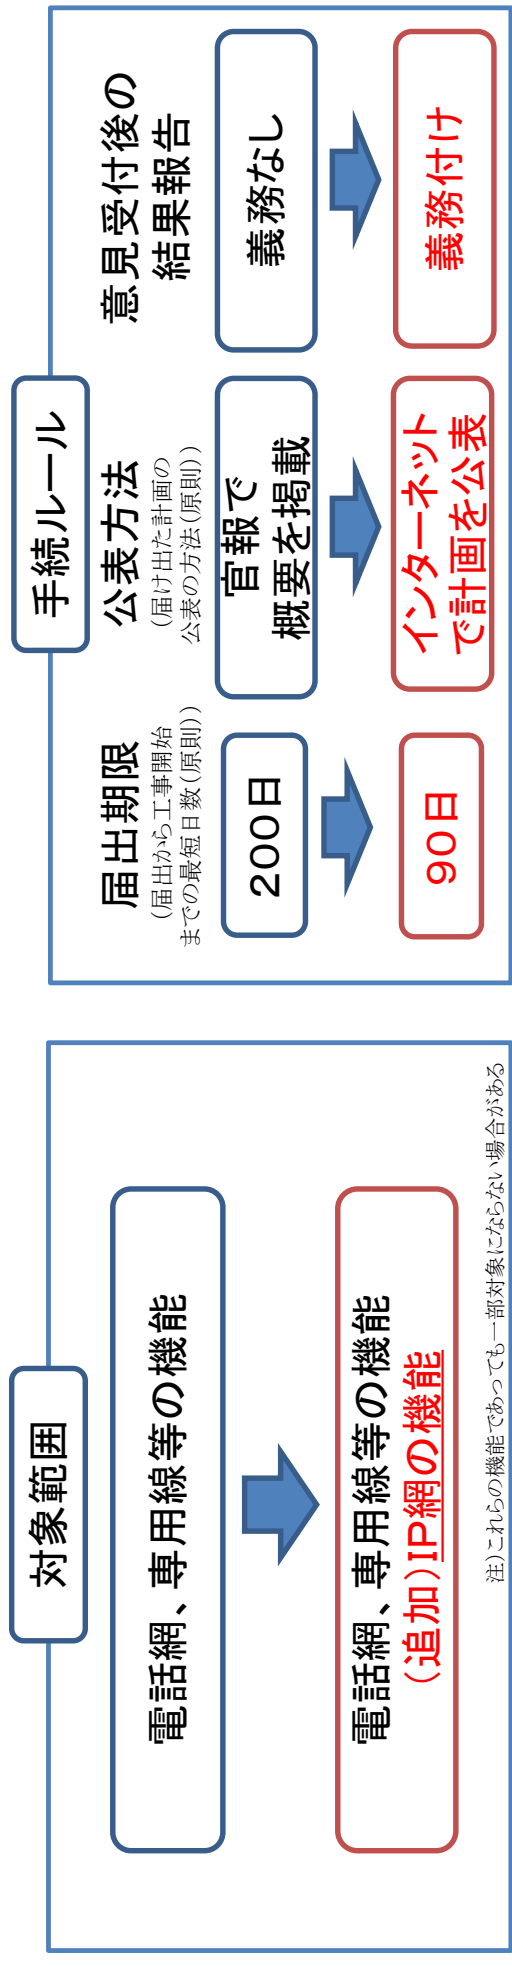 対象範囲
電話網、専用線等の機能
電話網、専用線等の機能
(追加)IP網の機能
注)これらの機能であっても一部対象にならない場合がある
手続ルール
届出期限
(届出から工事開始
までの最短日数(原則))
200日
90日
公表方法
(届け出た計画の
公表の方法(原則))
官報で
概要を掲載
インターネット
で計画を公表
意見受付後の
結果報告
義務なし
義務付け